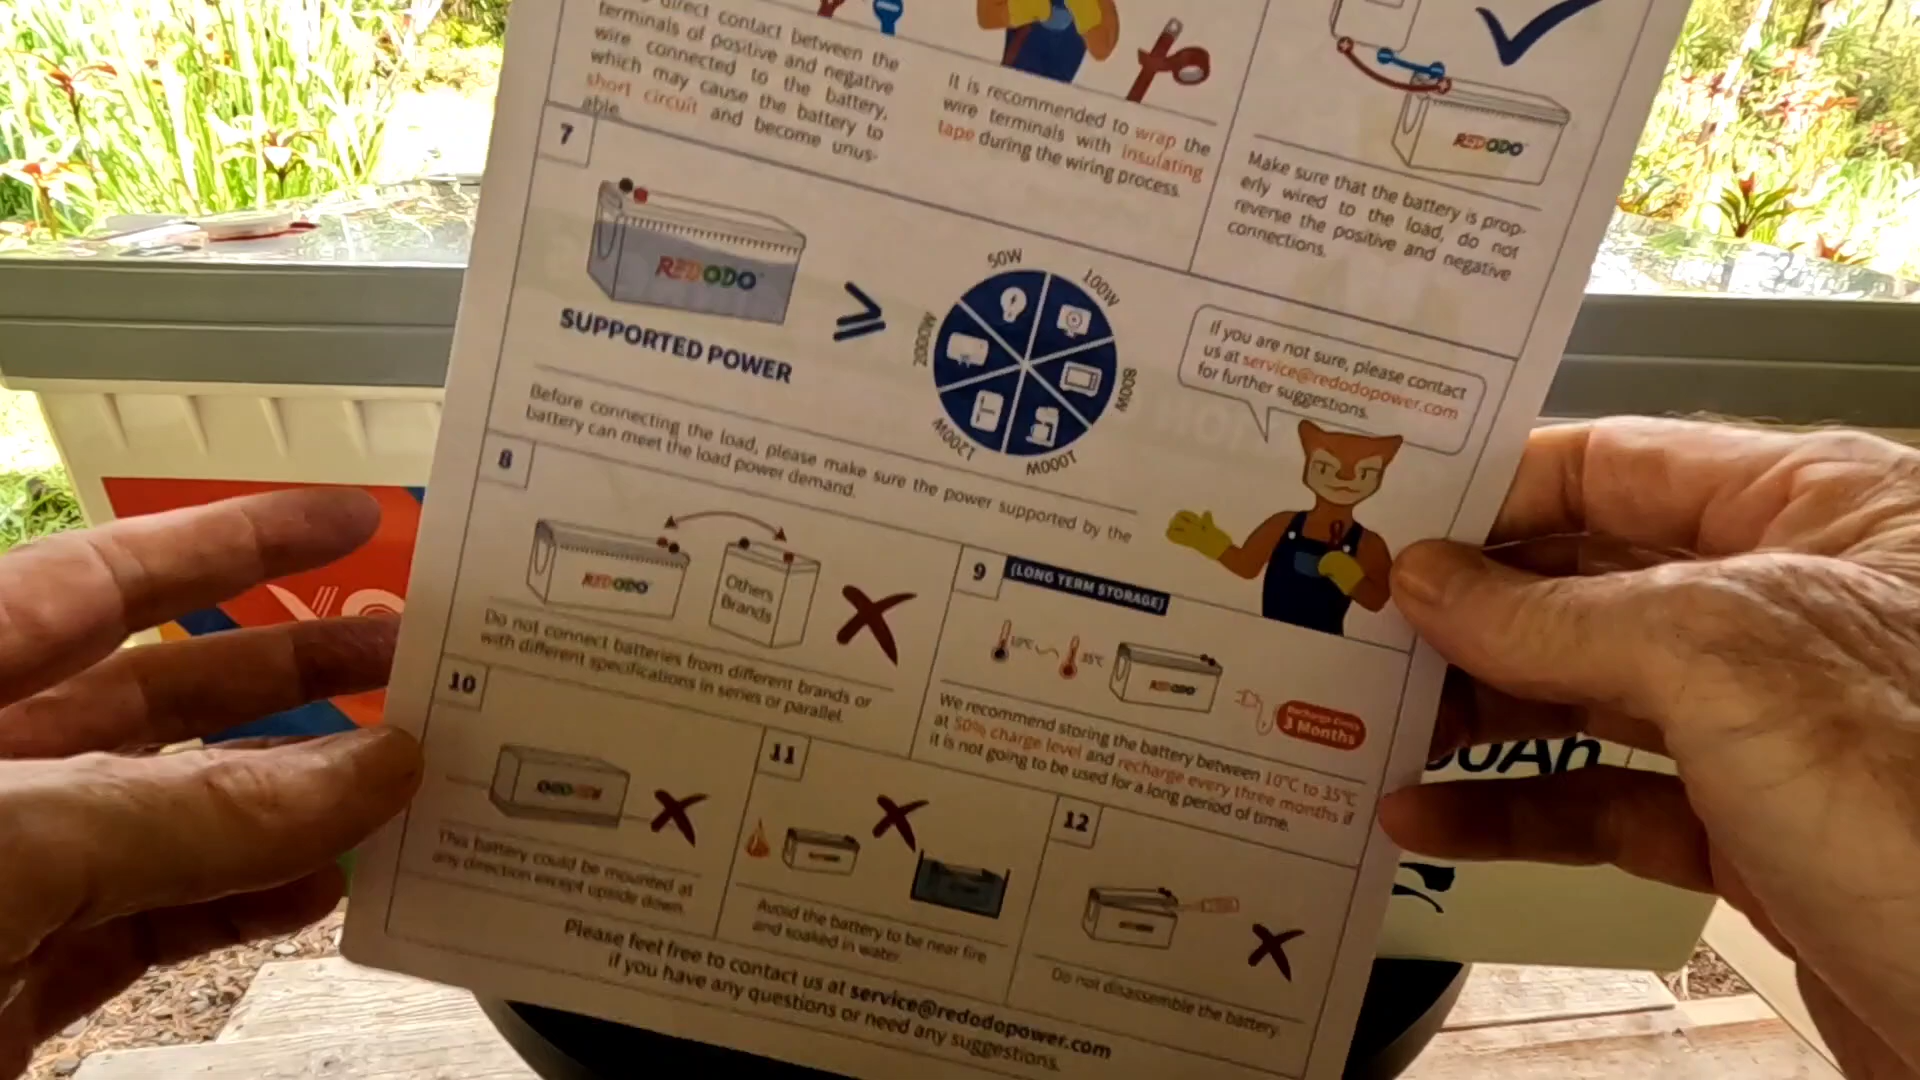 direct contact between the
terminals of positive and negative
wire connected to the battery,
which may cause the battery to
short circuit and become unus-
able.
It is recommended to wrap the
wire terminals with insulating
tape during the wiring process.
REDODO
Make sure that the battery is prop-
erly wired to the load, do not
reverse the positive and negative
connections.
7
REDODO
SUPPORTED POWER
⩾
50W
100W
800W
1000W
1200W
2000W
If you are not sure, please contact
us at service@redodopower.com
for further suggestions.
Before connecting the load, please make sure the power supported by the
battery can meet the load power demand.
8
REDODO
Others
Brands
Do not connect batteries from different brands or
with different specifications in series or parallel.
9
(LONG TERM STORAGE)
10℃
35℃
REDODO
Recharge Every
3 Months
We recommend storing the battery between 10℃ to 35℃
at 50% charge level and recharge every three months if
it is not going to be used for a long period of time.
10
REDODO
This battery could be mounted at
any direction except upside down.
11
Avoid the battery to be near fire
and soaked in water.
12
Do not disassemble the battery.
Please feel free to contact us at service@redodopower.com
if you have any questions or need any suggestions.
0Ah